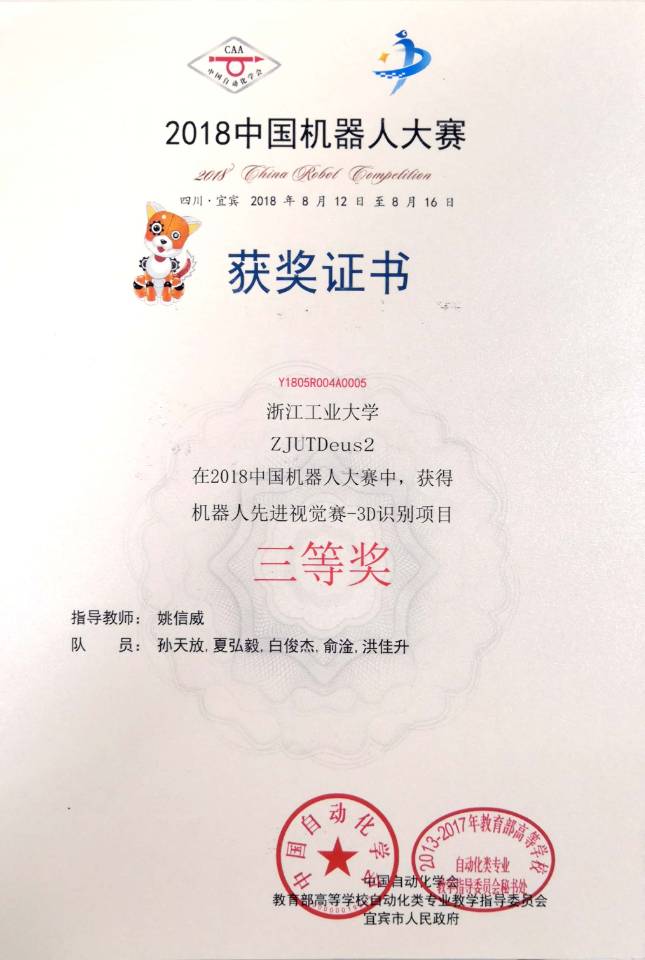 CAA
中国自动化学会
2018中国机器人大赛
2018 China Robot Competition
四川·宜宾 2018 年 8 月 12 日 至 8 月 16 日
获奖证书
Y1805R004A0005
浙江工业大学
ZJUTDeus2
在2018中国机器人大赛中，获得
机器人先进视觉赛-3D识别项目
三等奖
指导教师： 姚信威
队 员： 孙天放,夏弘毅,白俊杰,俞淦,洪佳升
中国自动化学会
2013-2017年教育部高等学校
自动化类专业
教学指导委员会秘书处
中国自动化学会
教育部高等学校自动化类专业教学指导委员会
宜宾市人民政府